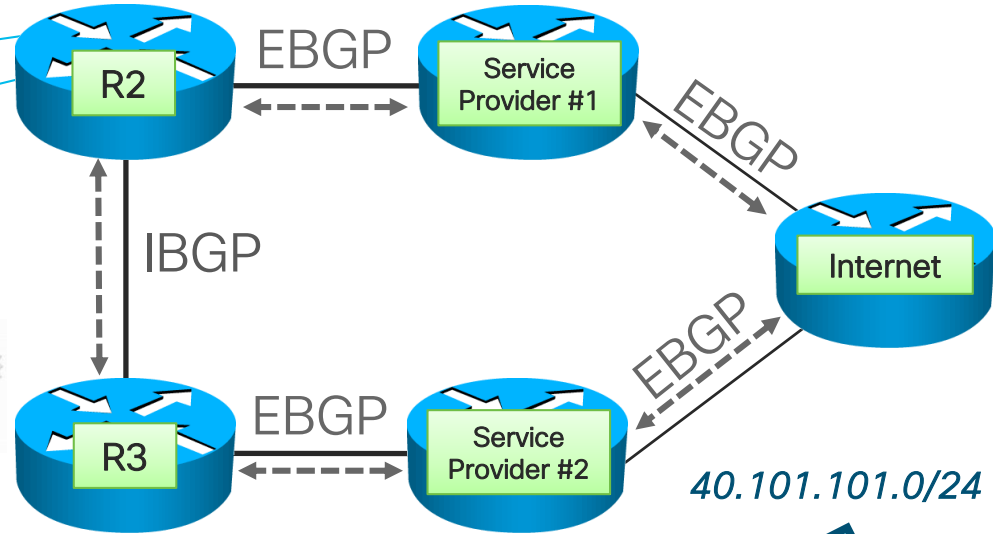 R2
EBGP
Service
Provider #1
EBGP
IBGP
Internet
EBGP
R3
EBGP
Service
Provider #2
40.101.101.0/24